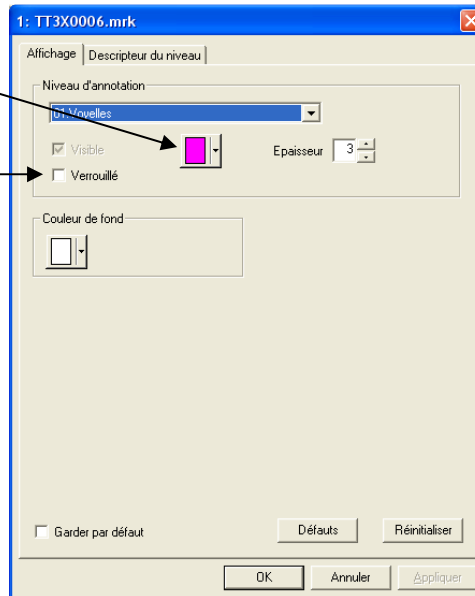 1: TT3X0006.mrk
Affichage Descripteur du niveau
Niveau d'annotation
01:Voyelles
Visible
Epaisseur 3
Verrouillé
Couleur de fond
Garder par défaut Défauts Réinitialiser
OK Annuler Appliquer